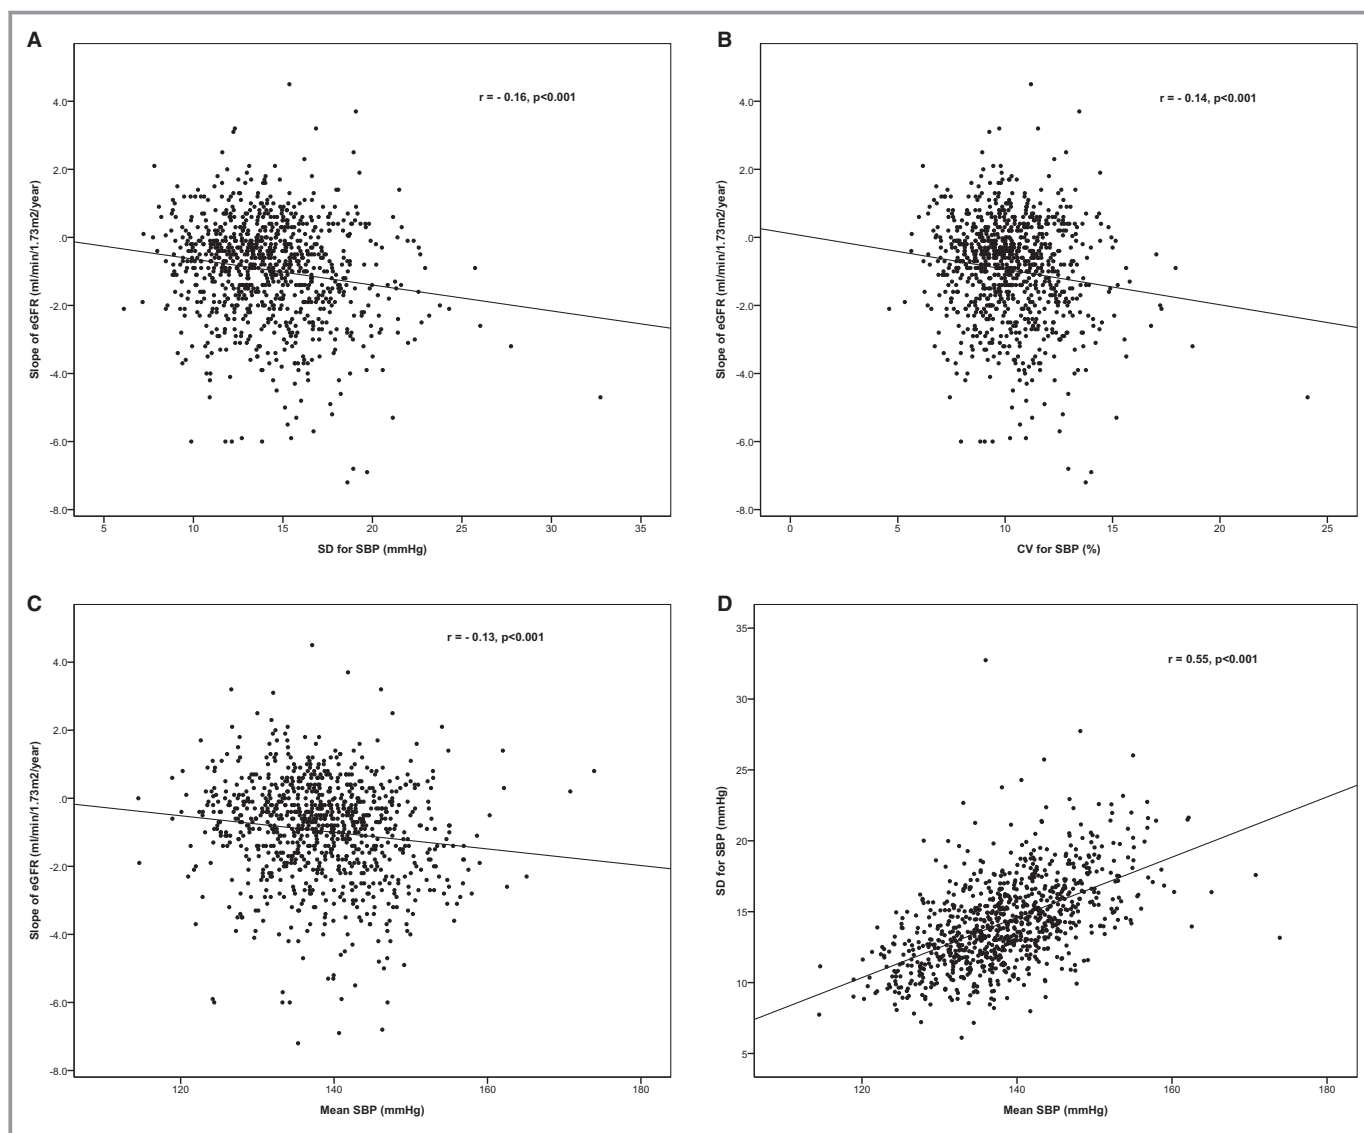 A
r = - 0.16, p<0.001
4.0
2.0
.0
-2.0
-4.0
-6.0
-8.0
Slope of eGFR (ml/min/1.73m2/year)
5 10 15 20 25 30 35
SD for SBP (mmHg)
B
r = - 0.14, p<0.001
4.0
2.0
.0
-2.0
-4.0
-6.0
-8.0
Slope of eGFR (ml/min/1.73m2/year)
0 5 10 15 20 25
CV for SBP (%)
C
r = - 0.13, p<0.001
4.0
2.0
.0
-2.0
-4.0
-6.0
-8.0
Slope of eGFR (ml/min/1.73m2/year)
120 140 160 180
Mean SBP (mmHg)
D
r = 0.55, p<0.001
35
30
25
20
15
10
5
SD for SBP (mmHg)
120 140 160 180
Mean SBP (mmHg)